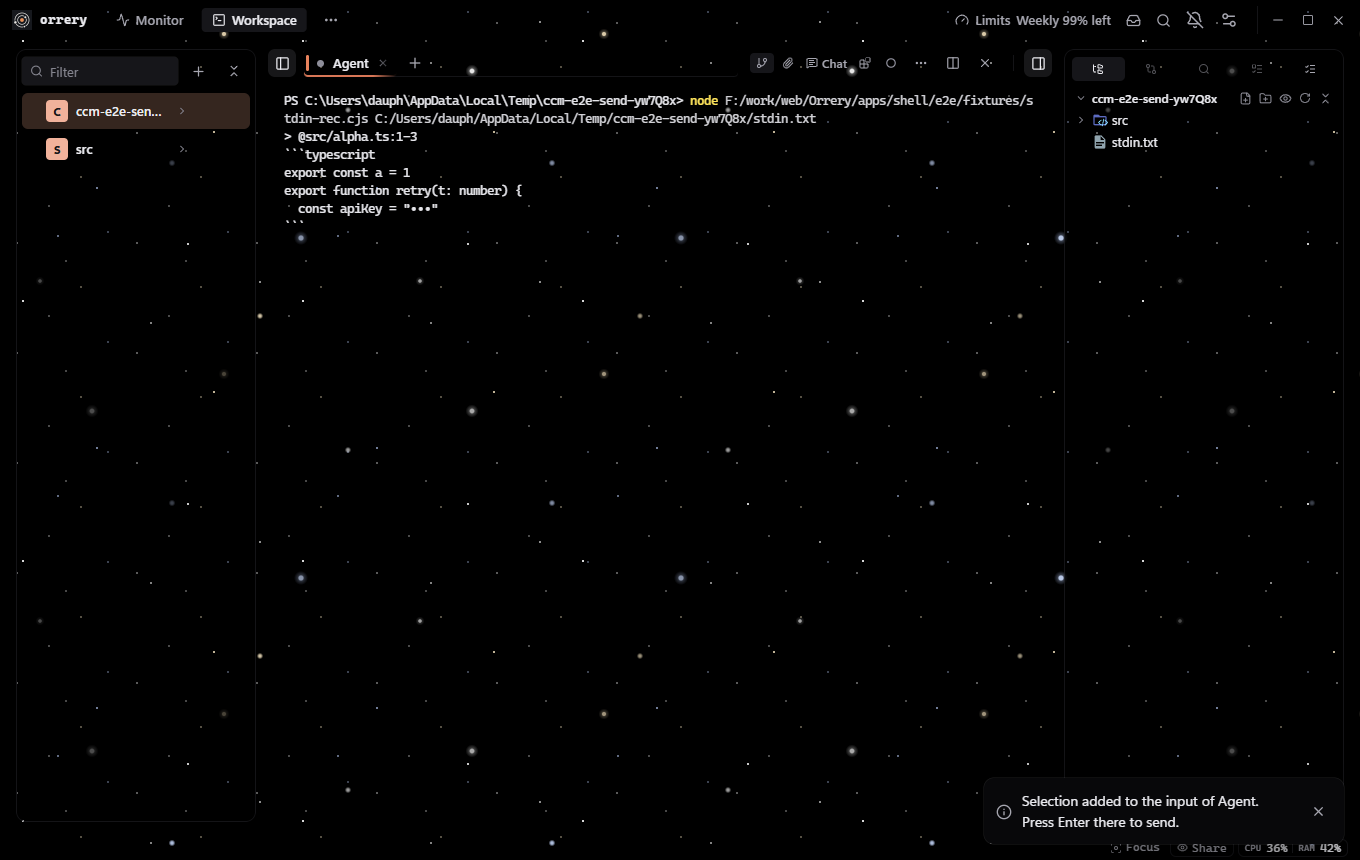 orrery
Monitor
Workspace
Limits Weekly 99% left
Filter
C ccm-e2e-sen...
S src
Agent
Chat
PS C:\Users\dauph\AppData\Local\Temp\ccm-e2e-send-yw7Q8x> node F:/work/web/Orrery/apps/shell/e2e/fixtures/s
tdin-rec.cjs C:/Users/dauph/AppData/Local/Temp/ccm-e2e-send-yw7Q8x/stdin.txt
> @src/alpha.ts:1-3
```typescript
export const a = 1
export function retry(t: number) {
  const apiKey = "•••"
```
ccm-e2e-send-yw7Q8x
src
stdin.txt
Selection added to the input of Agent.
Press Enter there to send.
Focus
Share
CPU 36%
RAM 42%